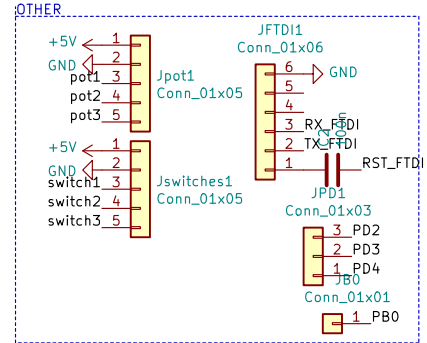 OTHER
+5V 1
GND 2
pot1 3
pot2 4
pot3 5
Jpot1
Conn_01x05
+5V 1
GND 2
switch1 3
switch2 4
switch3 5
Jswitches1
Conn_01x05
JFTDI1
Conn_01x06
6 GND
5
4
3 RX_FTDI
2 TX_FTDI
1
C2
100n
RST_FTDI
JPD1
Conn_01x03
3 PD2
2 PD3
1 PD4
JB0
Conn_01x01
1 PB0